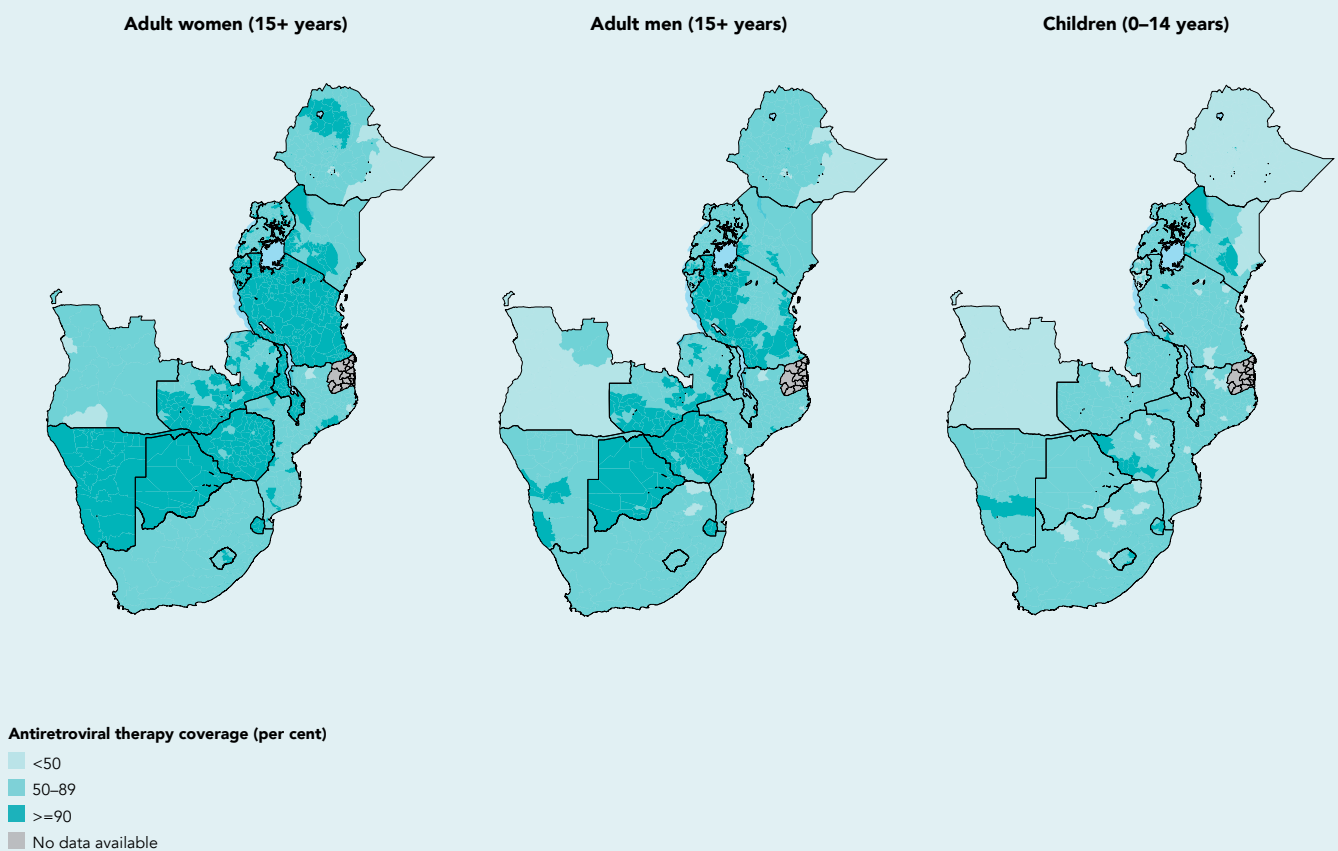 Adult women (15+ years)
Adult men (15+ years)
Children (0–14 years)
Antiretroviral therapy coverage (per cent)
<50
50–89
>=90
No data available